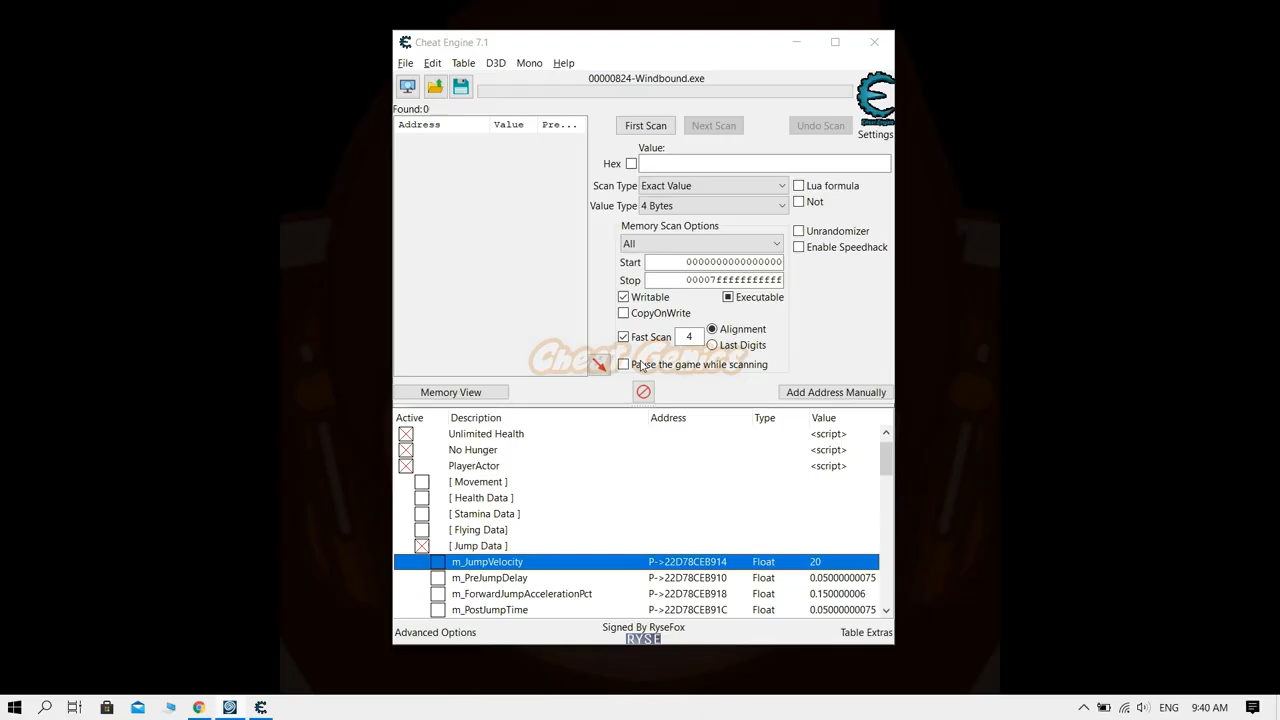 Cheat Engine 7.1
File Edit Table D3D Mono Help
00000824-Windbound.exe
Found:0
Address Value Pre...
First Scan Next Scan Undo Scan
Settings
Value:
Hex
Scan Type Exact Value
Lua formula
Not
Value Type 4 Bytes
Memory Scan Options
All
Unrandomizer
Enable Speedhack
Start 0000000000000000
Stop 00007fffffffffff
Writable Executable
CopyOnWrite
Fast Scan 4 Alignment
Last Digits
Cheat Genics
Pause the game while scanning
Memory View Add Address Manually
Active Description Address Type Value
Unlimited Health <script>
No Hunger <script>
PlayerActor <script>
[ Movement ]
[ Health Data ]
[ Stamina Data ]
[ Flying Data]
[ Jump Data ]
m_JumpVelocity P->22D78CEB914 Float 20
m_PreJumpDelay P->22D78CEB910 Float 0.05000000075
m_ForwardJumpAccelerationPct P->22D78CEB918 Float 0.150000006
m_PostJumpTime P->22D78CEB91C Float 0.05000000075
Advanced Options Signed By RyseFox Table Extras
RYSE
ENG 9:40 AM